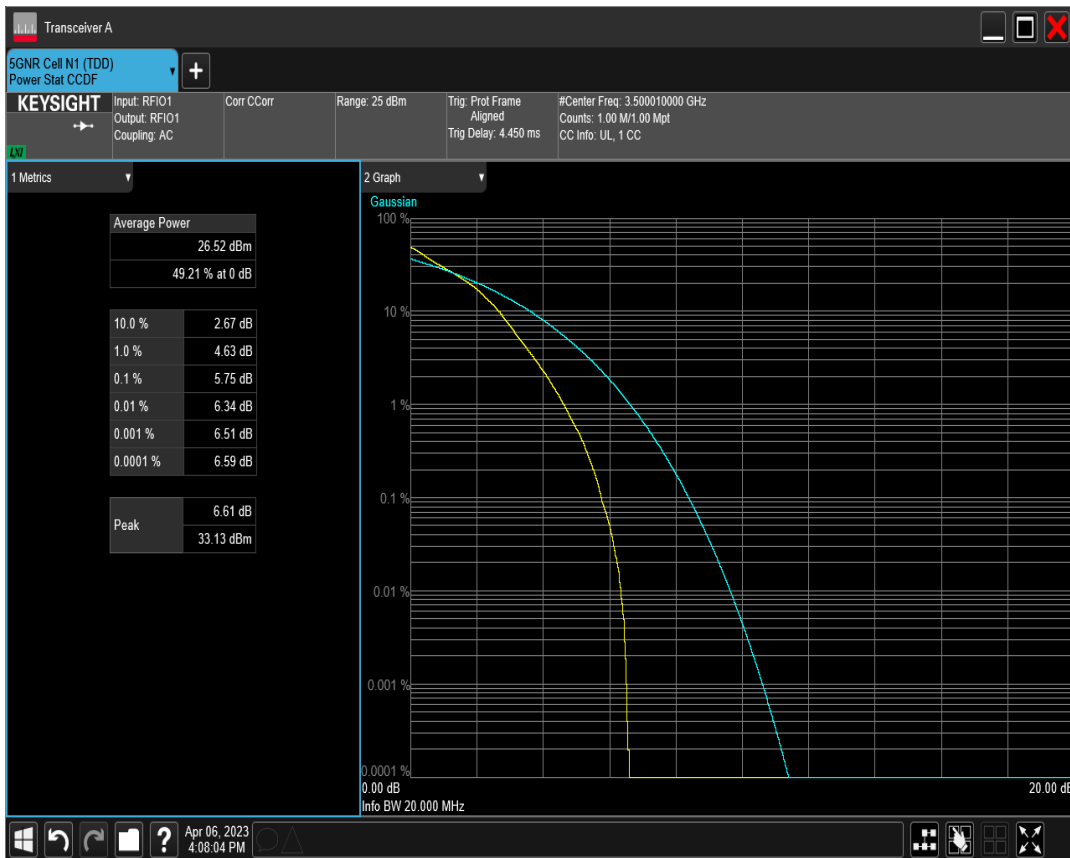 Transceiver A
5GNR Cell N1 (TDD)
Power Stat CCDF
+
KEYSIGHT
LXI
Input: RFIO1
Output: RFIO1
Coupling: AC
Corr CCorr
Range: 25 dBm
Trig: Prot Frame
Aligned
Trig Delay: 4.450 ms
#Center Freq: 3.500010000 GHz
Counts: 1.00 M/1.00 Mpt
CC Info: UL, 1 CC
1 Metrics
Average Power
26.52 dBm
49.21 % at 0 dB
10.0 % 2.67 dB
1.0 % 4.63 dB
0.1 % 5.75 dB
0.01 % 6.34 dB
0.001 % 6.51 dB
0.0001 % 6.59 dB
Peak
6.61 dB
33.13 dBm
2 Graph
Gaussian
100 %
10 %
1 %
0.1 %
0.01 %
0.001 %
0.0001 %
0.00 dB 20.00 dB
Info BW 20.000 MHz
?
Apr 06, 2023
4:08:04 PM